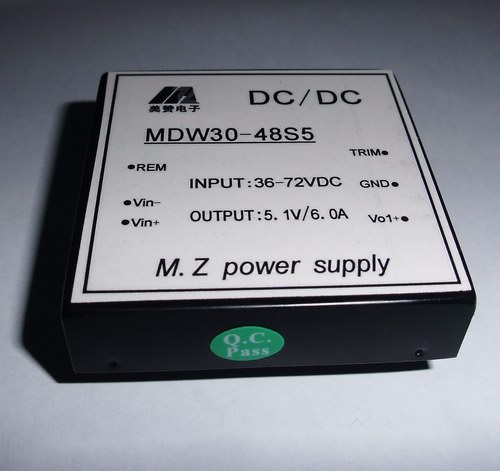 DC/DC
美赞电子
MDW30-48S5
TRIM
REM
INPUT:36-72VDC
GND
Vin-
OUTPUT:5.1V/6.0A
Vo1+
Vin+
M.Z power supply
Q.C.
Pass